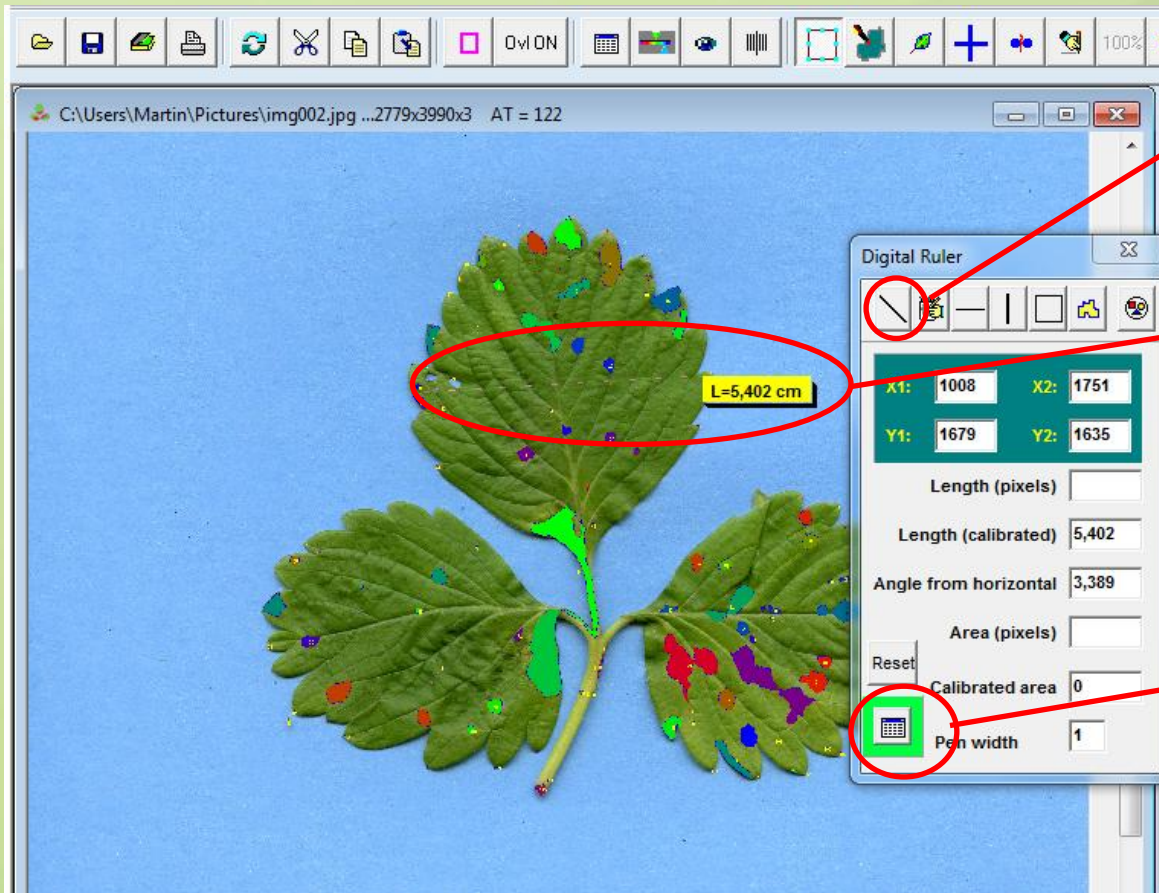 Ovl ON
100%
C:\Users\Martin\Pictures\img002.jpg ...2779x3990x3 AT = 122
Digital Ruler
X1: 1008 X2: 1751
Y1: 1679 Y2: 1635
L=5,402 cm
Length (pixels)
Length (calibrated) 5,402
Angle from horizontal 3,389
Area (pixels)
Reset
Calibrated area 0
Pen width 1